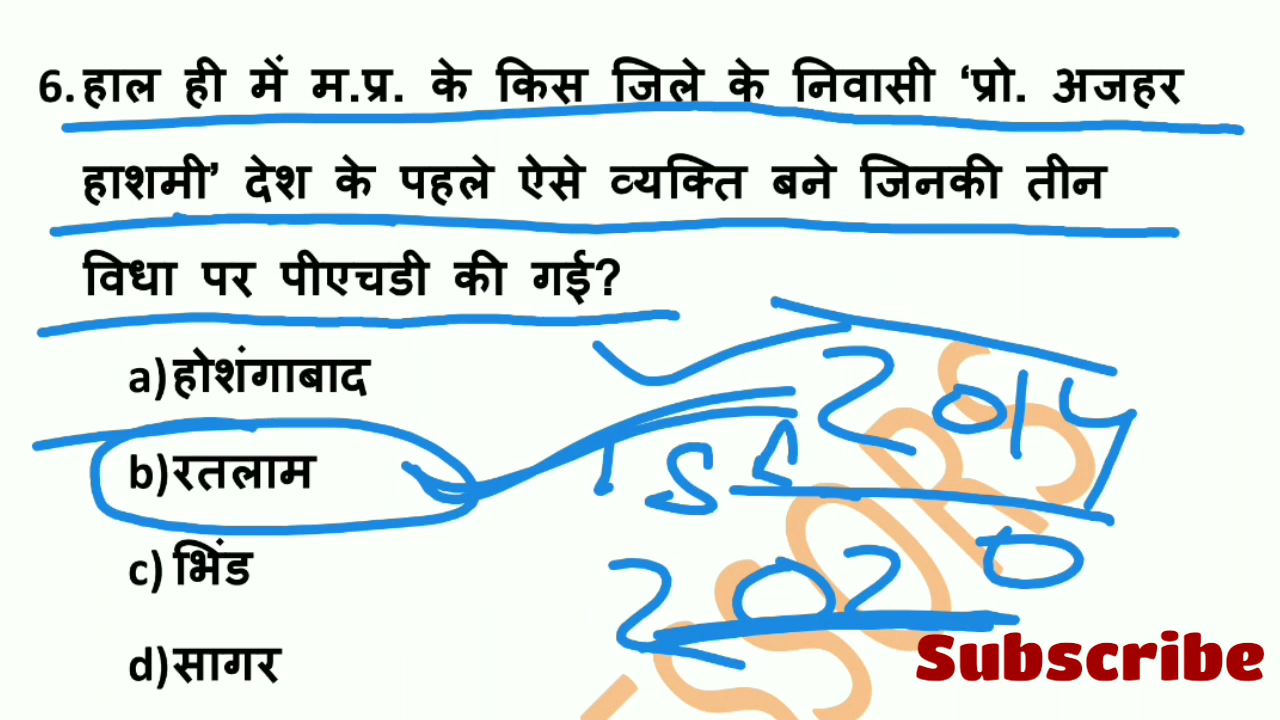 6. हाल ही में म.प्र. के किस जिले के निवासी ‘प्रो. अजहर
हाशमी’ देश के पहले ऐसे व्यक्ति बने जिनकी तीन
विधा पर पीएचडी की गई?
a) होशंगाबाद
2014
b) रतलाम
c) भिंड
2020
d) सागर
Subscribe